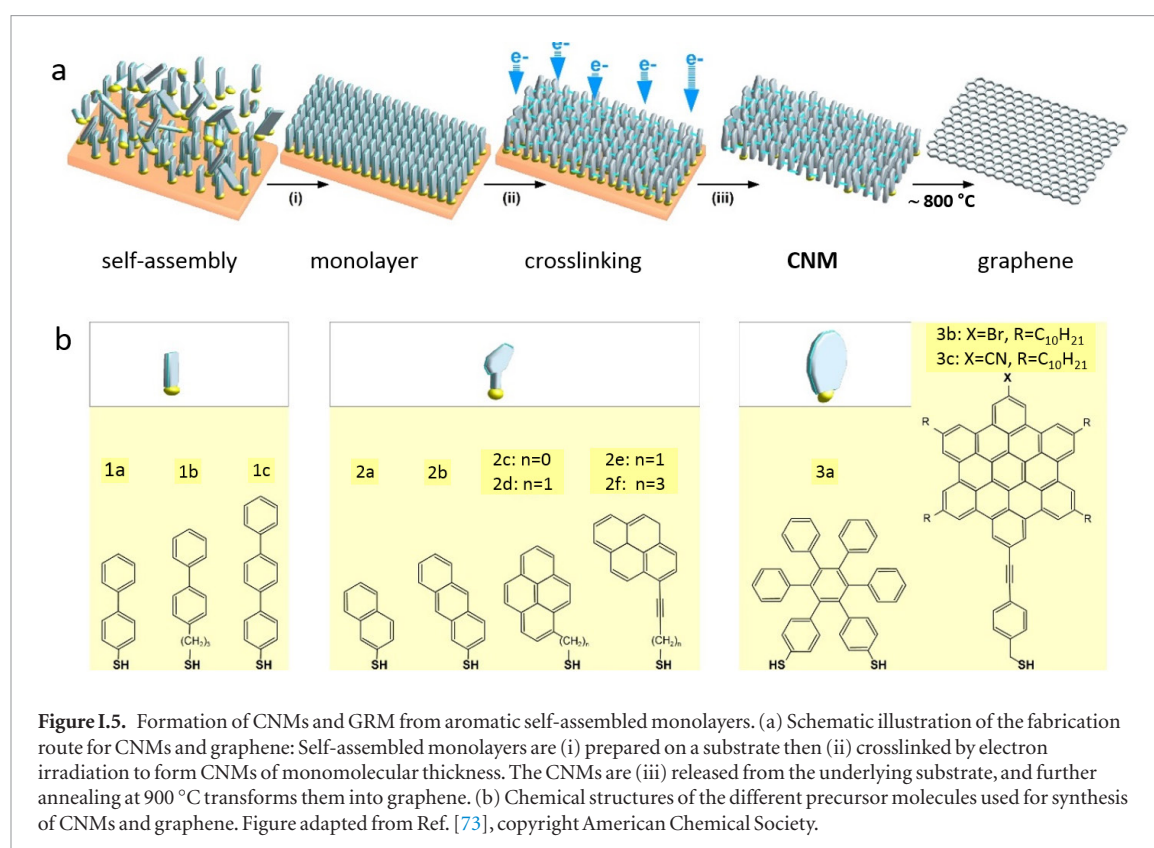 a
e- e- e- e- e-
(i) (ii) (iii) ~ 800 °C
self-assembly monolayer crosslinking CNM graphene
b
3b: X=Br, R=C₁₀H₂₁
3c: X=CN, R=C₁₀H₂₁
X
R R
1a 1b 1c 2a 2b 2c: n=0 2e: n=1 3a
2d: n=1 2f: n=3
R R
(CH₂)₃ (CH₂)ₙ (CH₂)ₙ
SH SH SH SH SH SH SH HS SH SH
Figure I.5. Formation of CNMs and GRM from aromatic self-assembled monolayers. (a) Schematic illustration of the fabrication
route for CNMs and graphene: Self-assembled monolayers are (i) prepared on a substrate then (ii) crosslinked by electron
irradiation to form CNMs of monomolecular thickness. The CNMs are (iii) released from the underlying substrate, and further
annealing at 900 °C transforms them into graphene. (b) Chemical structures of the different precursor molecules used for synthesis
of CNMs and graphene. Figure adapted from Ref. [73], copyright American Chemical Society.